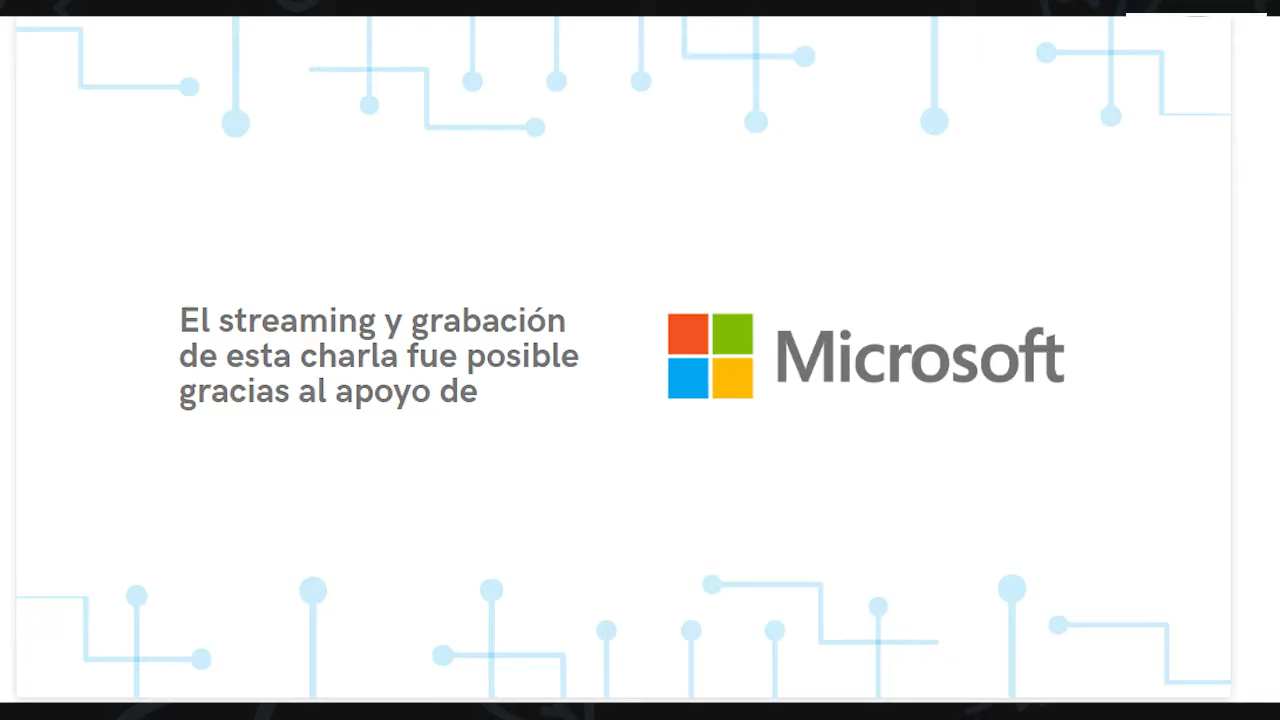 El streaming y grabación
de esta charla fue posible
gracias al apoyo de
Microsoft